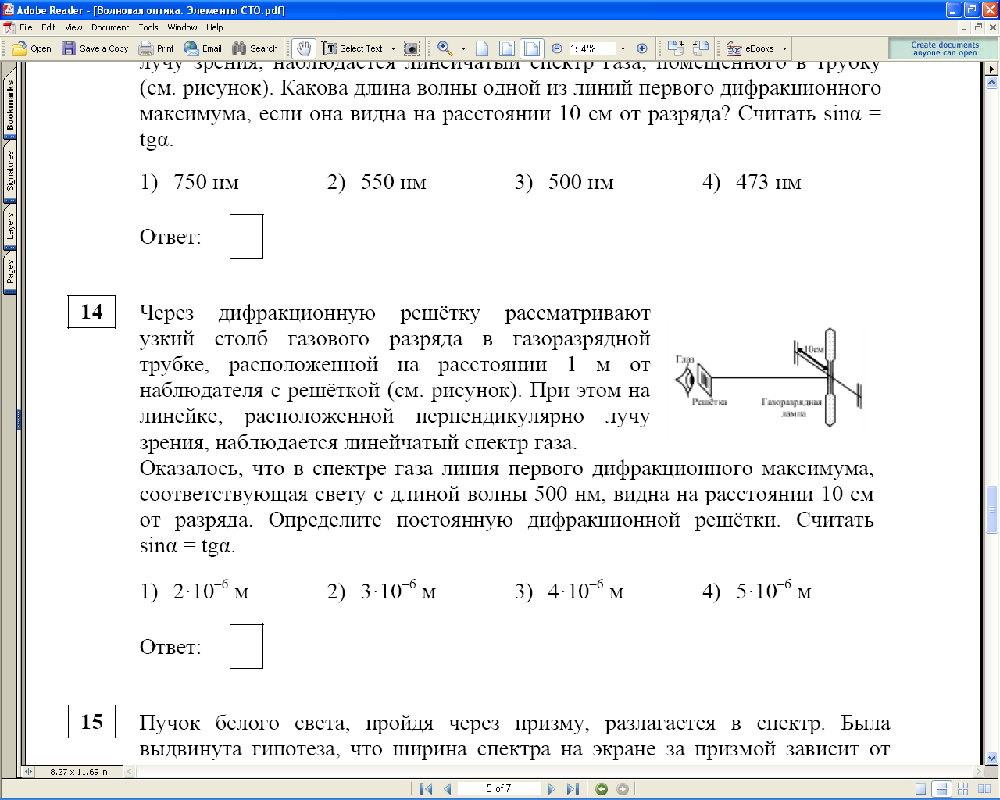 Adobe Reader - [Волновая оптика. Элементы СТО.pdf]
File Edit View Document Tools Window Help
Open Save a Copy Print Email Search Select Text 154% eBooks Create documents anyone can open
Bookmarks
Signatures
Layers
Pages
лучу зрения, наблюдается линейчатый спектр газа, помещённого в трубку
(см. рисунок). Какова длина волны одной из линий первого дифракционного
максимума, если она видна на расстоянии 10 см от разряда? Считать sinα =
tgα.
1) 750 нм 2) 550 нм 3) 500 нм 4) 473 нм
Ответ:
14
Через дифракционную решётку рассматривают
узкий столб газового разряда в газоразрядной
трубке, расположенной на расстоянии 1 м от
наблюдателя с решёткой (см. рисунок). При этом на
линейке, расположенной перпендикулярно лучу
зрения, наблюдается линейчатый спектр газа.
Глаз
Решётка
10см
Газоразрядная
лампа
Оказалось, что в спектре газа линия первого дифракционного максимума,
соответствующая свету с длиной волны 500 нм, видна на расстоянии 10 см
от разряда. Определите постоянную дифракционной решётки. Считать
sinα = tgα.
1) 2·10⁻⁶ м 2) 3·10⁻⁶ м 3) 4·10⁻⁶ м 4) 5·10⁻⁶ м
Ответ:
15
Пучок белого света, пройдя через призму, разлагается в спектр. Была
выдвинута гипотеза, что ширина спектра на экране за призмой зависит от
8.27 x 11.69 in
5 of 7